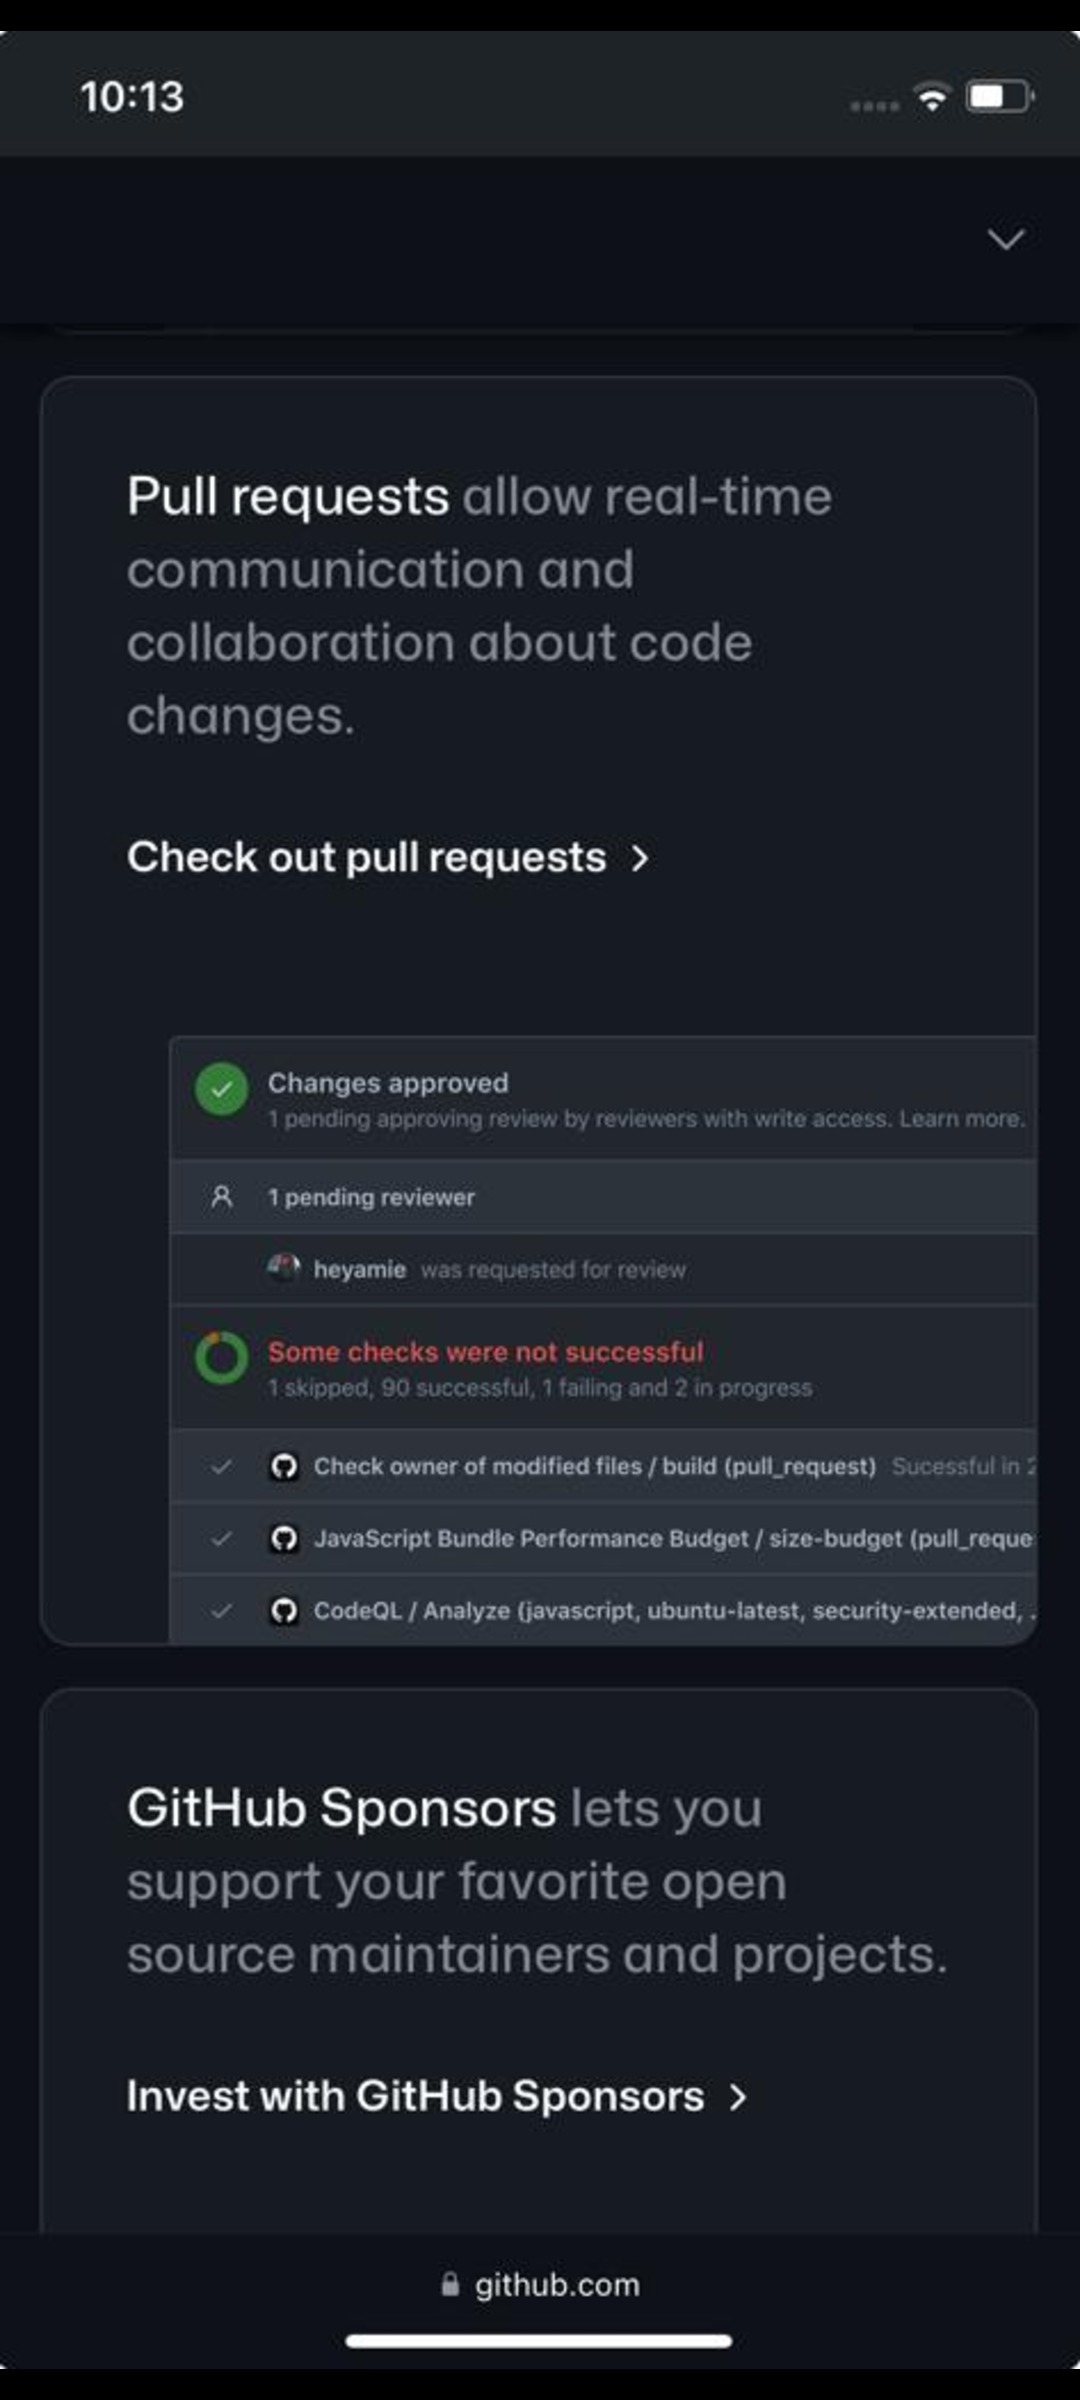 10:13
Pull requests allow real-time
communication and
collaboration about code
changes.
Check out pull requests
Changes approved
1 pending approving review by reviewers with write access. Learn more.
1 pending reviewer
heyamie was requested for review
Some checks were not successful
1 skipped, 90 successful, 1 failing and 2 in progress
Check owner of modified files / build (pull_request) Sucessful in 2
JavaScript Bundle Performance Budget / size-budget (pull_reque
CodeQL / Analyze (javascript, ubuntu-latest, security-extended, .
GitHub Sponsors lets you
support your favorite open
source maintainers and projects.
Invest with GitHub Sponsors
github.com